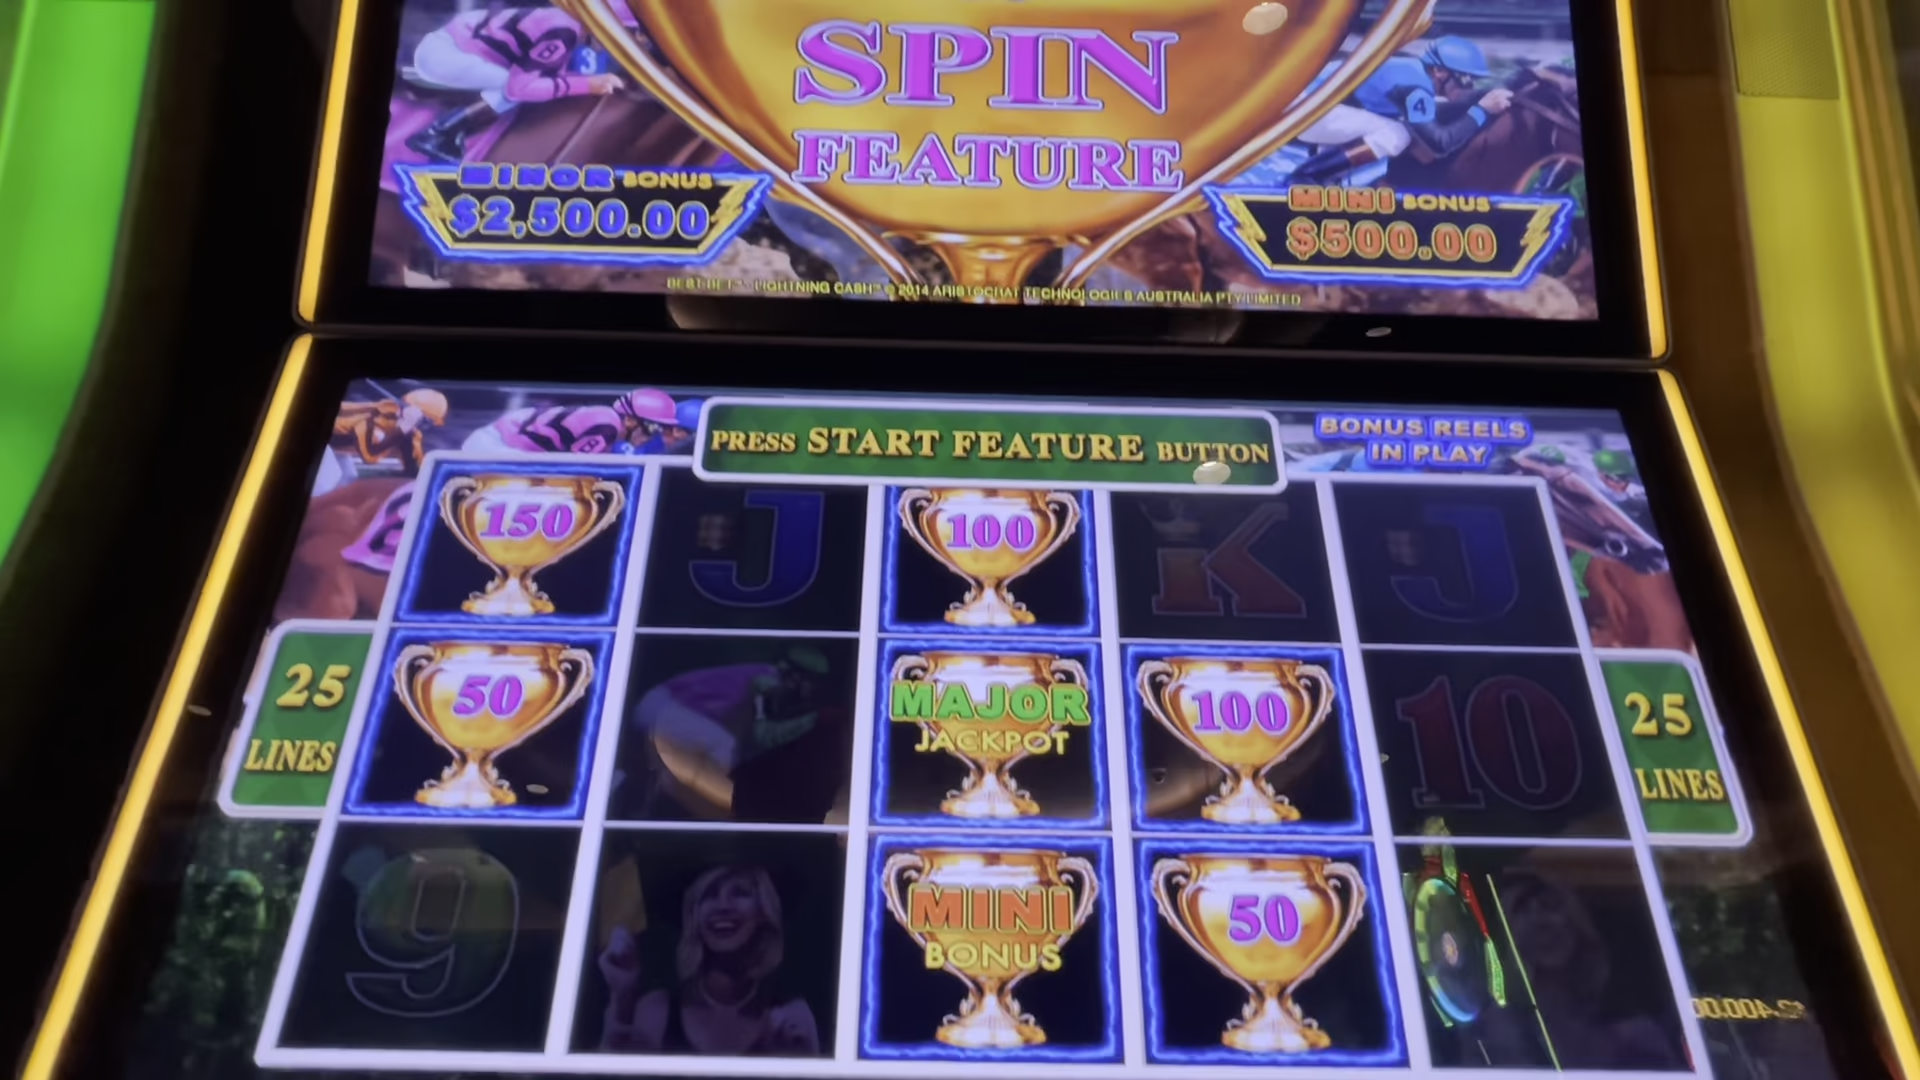 SPIN
FEATURE
3
4
MINOR BONUS
$2,500.00
MINI BONUS
$500.00
BEST BET™ LIGHTNING CASH™ © 2014 ARISTOCRAT TECHNOLOGIES AUSTRALIA PTY LIMITED
PRESS START FEATURE BUTTON
BONUS REELS
IN PLAY
150
J
100
K
J
25
LINES
50
MAJOR
JACKPOT
100
10
25
LINES
9
MINI
BONUS
50